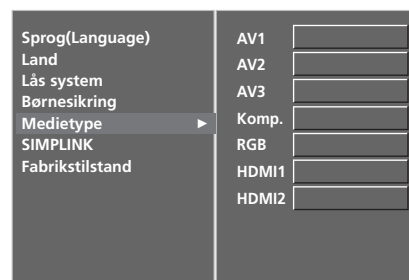 Sprog(Language)
Land
Lås system
Børnesikring
Medietype ►
SIMPLINK
Fabrikstilstand
AV1
AV2
AV3
Komp.
RGB
HDMI1
HDMI2